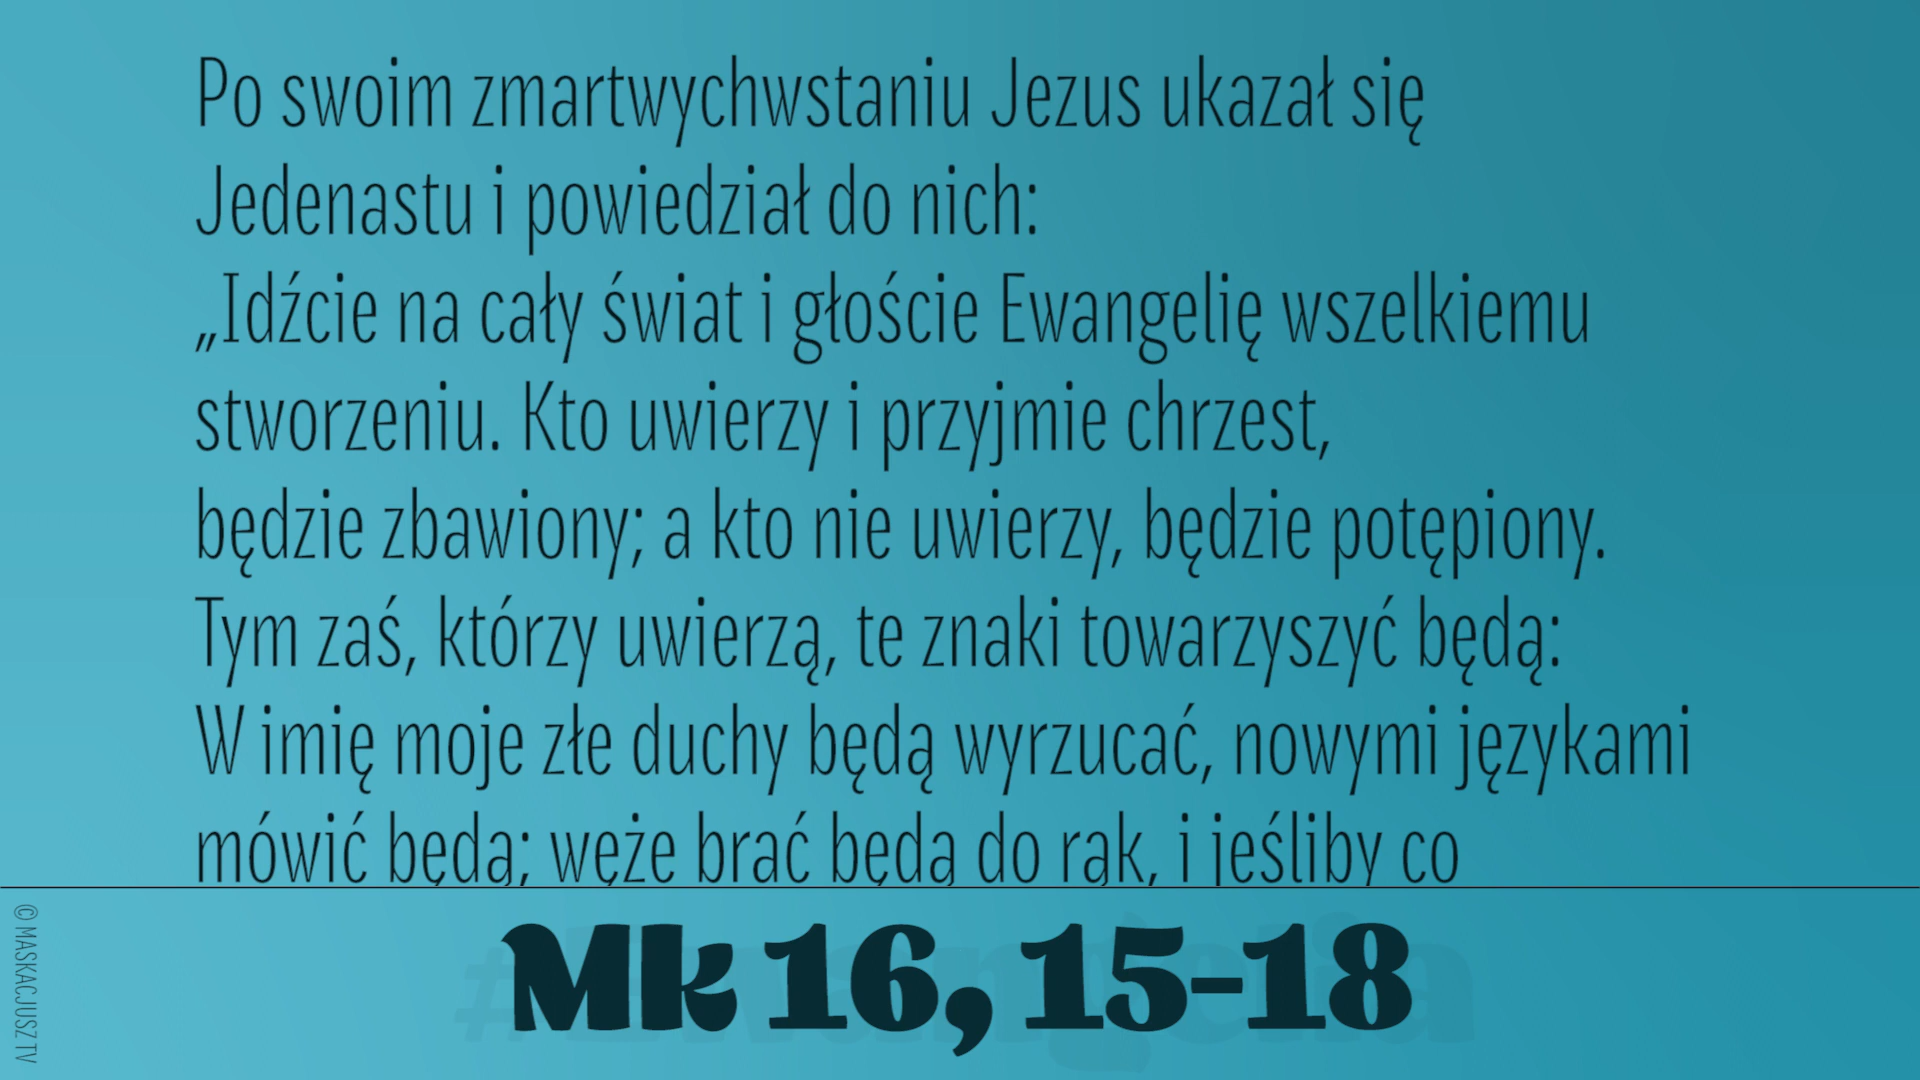 Po swoim zmartwychwstaniu Jezus ukazał się
Jedenastu i powiedział do nich:
„Idźcie na cały świat i głoście Ewangelię wszelkiemu
stworzeniu. Kto uwierzy i przyjmie chrzest,
będzie zbawiony; a kto nie uwierzy, będzie potępiony.
Tym zaś, którzy uwierzą, te znaki towarzyszyć będą:
W imię moje złe duchy będą wyrzucać, nowymi językami
mówić będą; węże brać będą do rąk, i jeśliby co
Mk 16, 15-18
#Ewangelia
© MASKACJUSZ TV